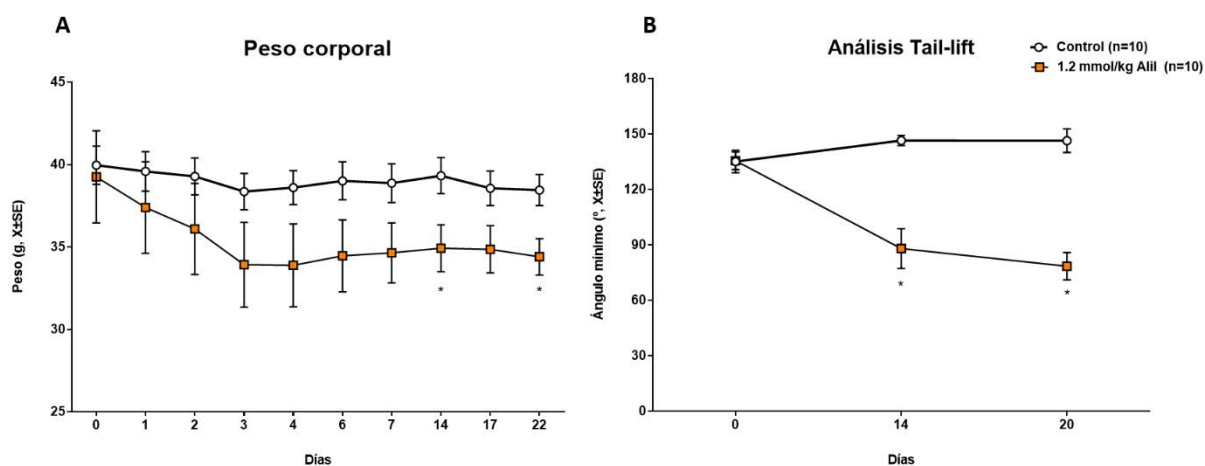 A
Peso corporal
Peso (g, X±SE)
40
35
30
25
45
0 1 2 3 4 6 7 14 17 22
Días
* *
B
Análisis Tail-lift
Control (n=10)
1.2 mmol/kg Alil (n=10)
Ángulo mínimo (º, X±SE)
180
150
120
90
60
30
0
0 14 20
Días
* *